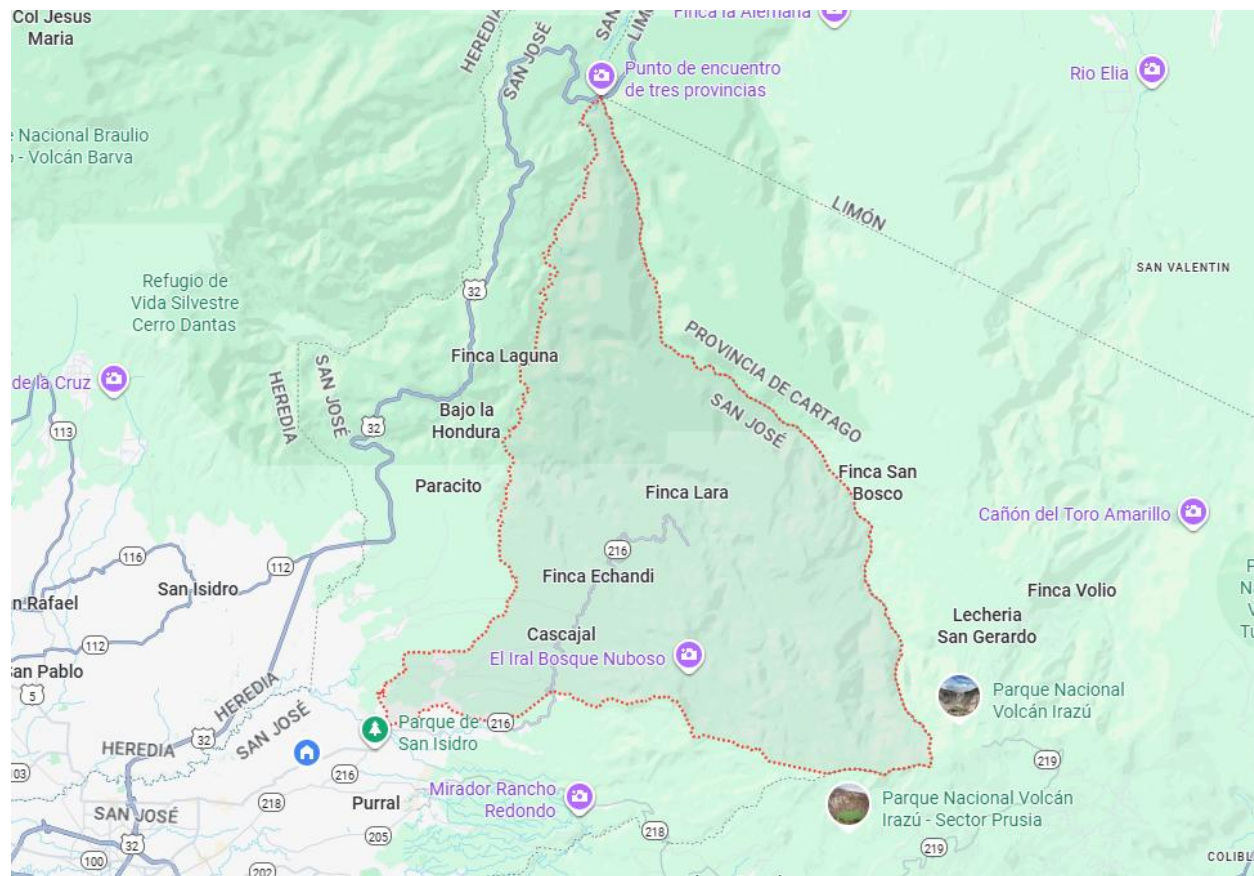 Col Jesus
Maria
HEREDIA
SAN JOSÉ
SAN
LIMÓN
Finca la Alemana
Punto de encuentro
de tres provincias
Rio Elia
Nacional Braulio
- Volcán Barva
LIMÓN
SAN VALENTIN
Refugio de
Vida Silvestre
Cerro Dantas
32
PROVINCIA DE CARTAGO
SAN JOSÉ
Finca Laguna
HEREDIA
SAN JOSÉ
de la Cruz
113
32
Bajo la
Hondura
Finca San
Bosco
Paracito
Finca Lara
Cañón del Toro Amarillo
216
116
112
San Isidro
Rafael
Finca Echandi
Finca Volio
Lecheria
San Gerardo
112
Cascajal
El Iral Bosque Nuboso
San Pablo
5
Parque Nacional
Volcán Irazú
HEREDIA
SAN JOSÉ
32
HEREDIA
Parque de
San Isidro
216
219
103
216
218
Purral
Mirador Rancho
Redondo
Parque Nacional Volcán
Irazú - Sector Prusia
SAN JOSÉ
32
205
218
219
100
202
COLIBL